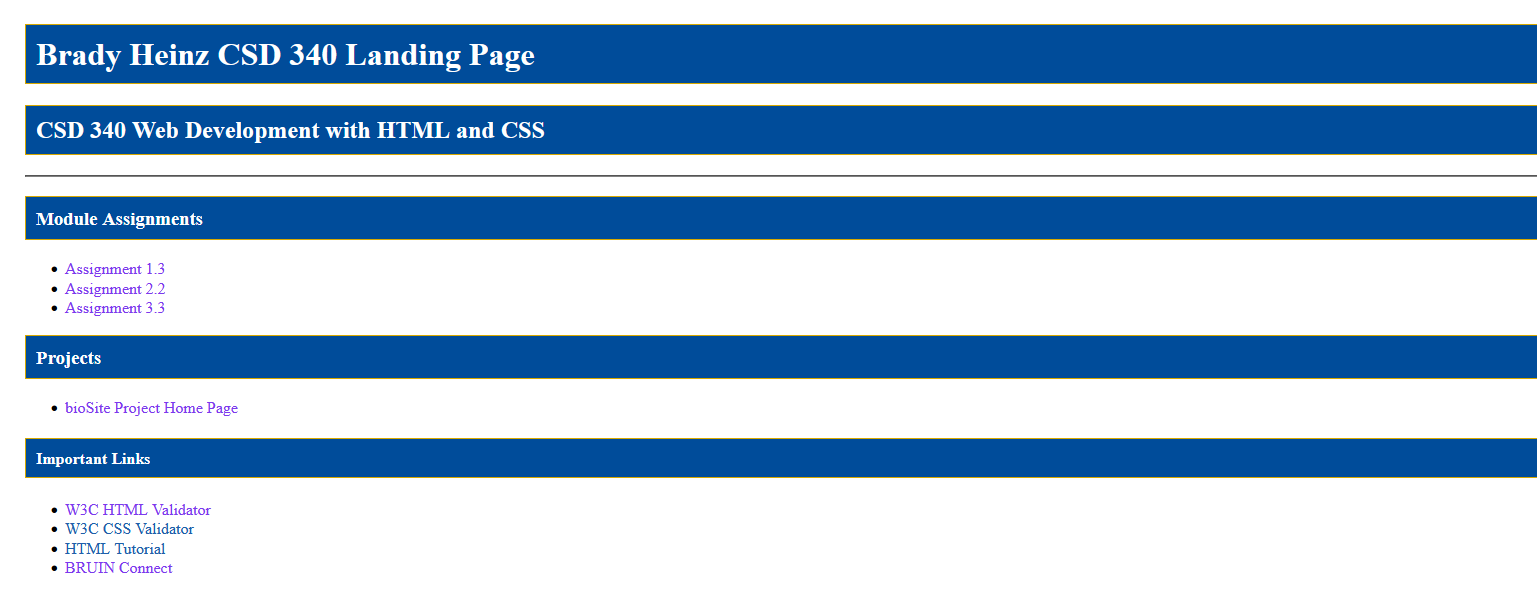 Brady Heinz CSD 340 Landing Page
CSD 340 Web Development with HTML and CSS
Module Assignments
Assignment 1.3
Assignment 2.2
Assignment 3.3
Projects
bioSite Project Home Page
Important Links
W3C HTML Validator
W3C CSS Validator
HTML Tutorial
BRUIN Connect